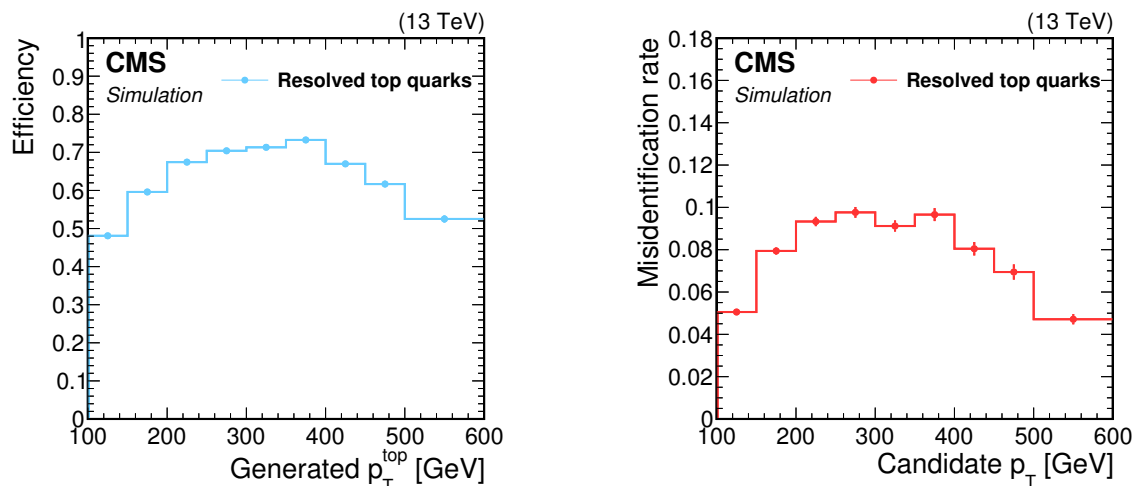 (13 TeV)
CMS
Simulation
Resolved top quarks
Efficiency
1
0.9
0.8
0.7
0.6
0.5
0.4
0.3
0.2
0.1
0
100 200 300 400 500 600
Generated p_T^top [GeV]
(13 TeV)
CMS
Simulation
Resolved top quarks
Misidentification rate
0.18
0.16
0.14
0.12
0.1
0.08
0.06
0.04
0.02
0
100 200 300 400 500 600
Candidate p_T [GeV]